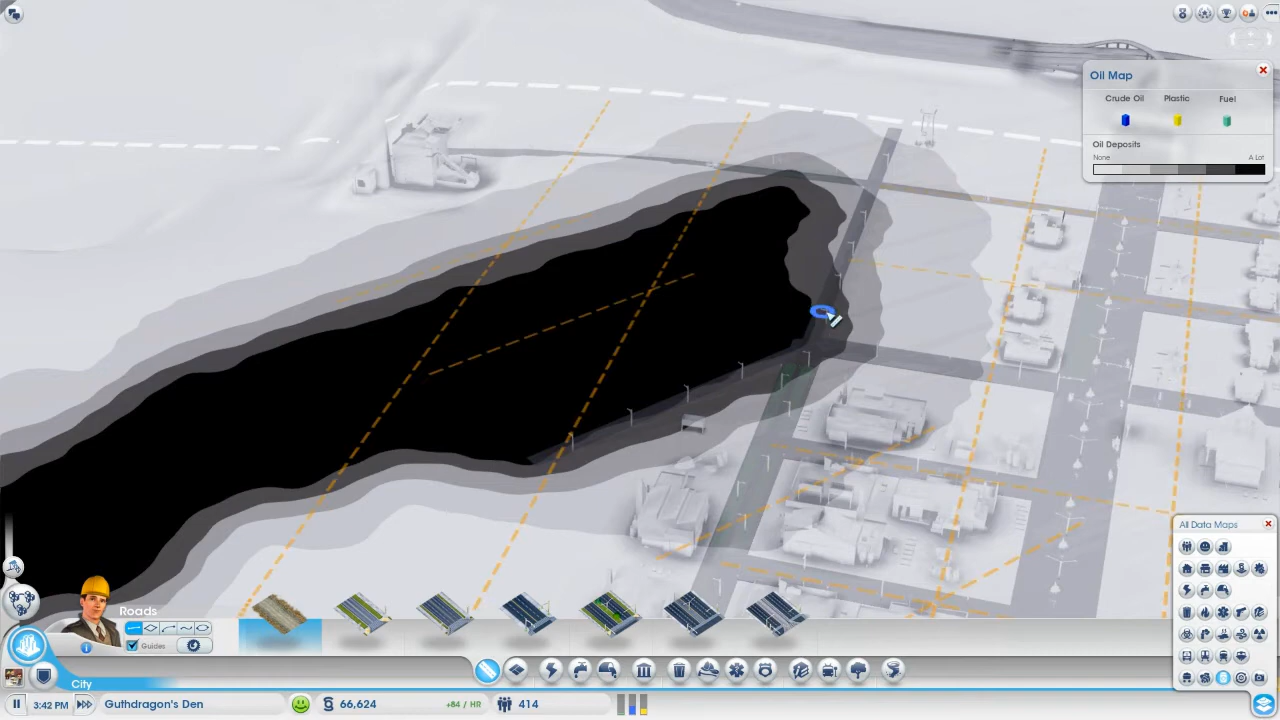 Oil Map
Crude Oil Plastic Fuel
Oil Deposits
None A Lot
All Data Maps
Roads
Guides
City
3:42 PM Guthdragon's Den 66,624 +84 / HR 414